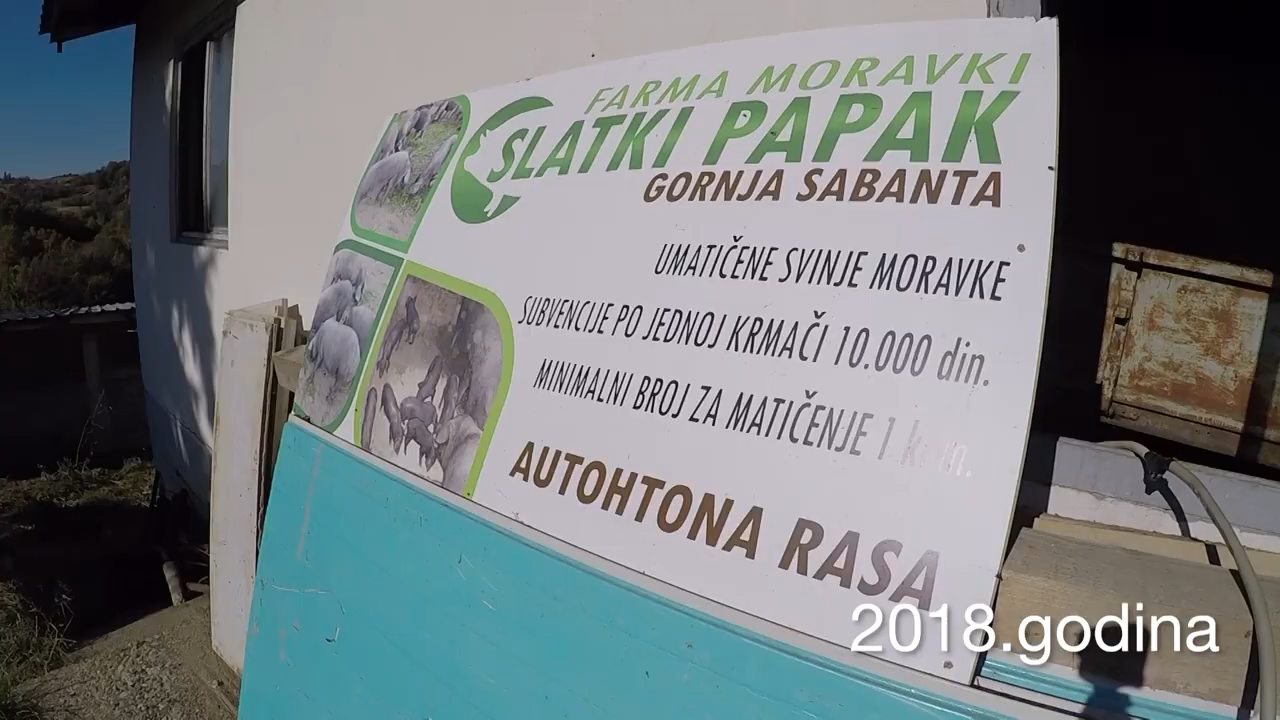 FARMA MORAVKI
SLATKI PAPAK
GORNJA SABANTA
UMATIČENE SVINJE MORAVKE
SUBVENCIJE PO JEDNOJ KRMAČI 10.000 din.
MINIMALNI BROJ ZA MATIČENJE 1
AUTOHTONA RASA
2018.godina